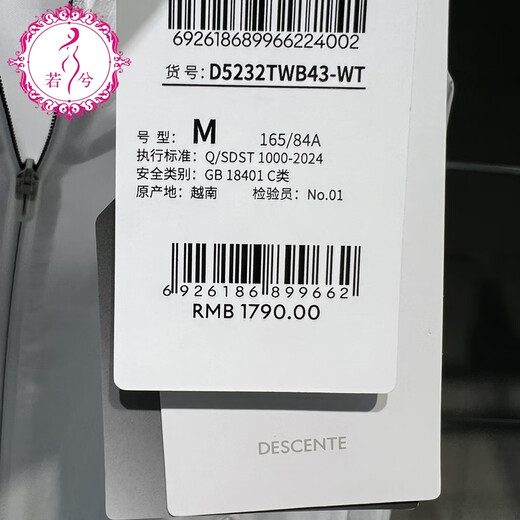 若兮
692618689966224002
货号: D5232TWB43-WT
号 型: M 165/84A
执行标准: Q/SDST 1000-2024
安全类别: GB 18401 C类
原产地: 越南 检验员: No.01
6926186899662
RMB 1790.00
DESCENTE